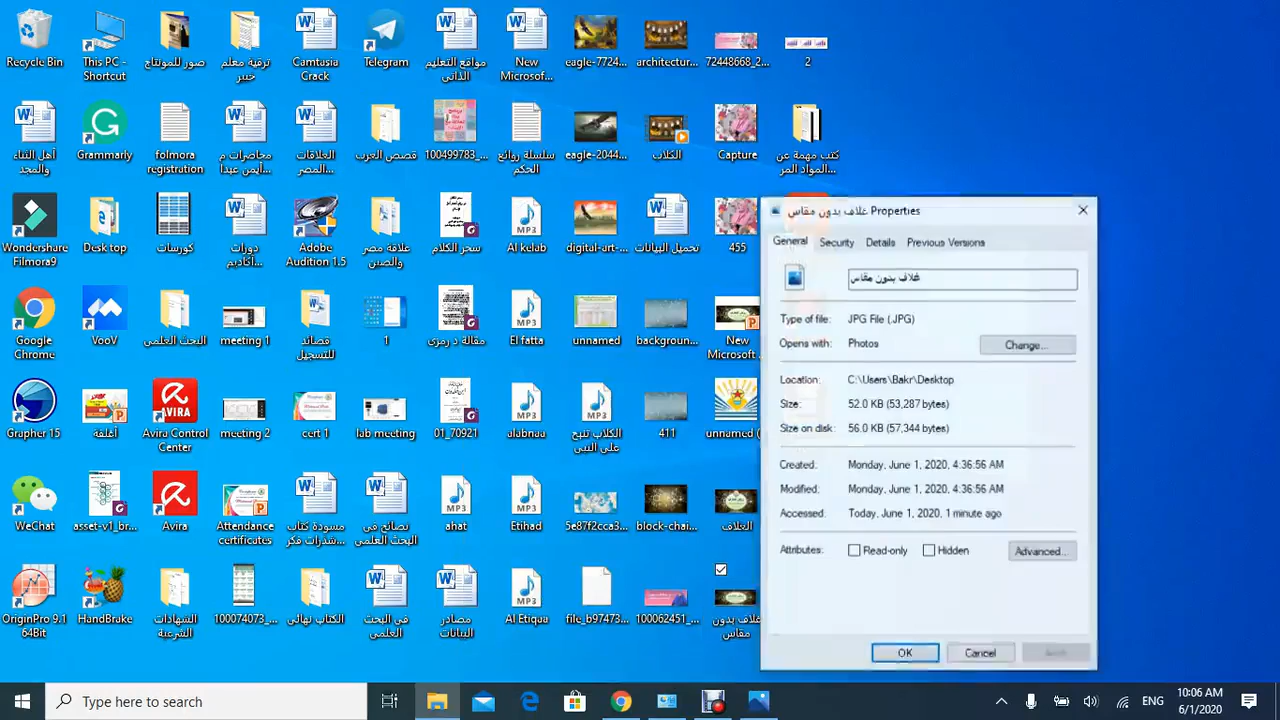 Recycle Bin
This PC -
Shortcut
صور للمونتاج
ترقية معلم
خبير
Camtasia
Crack
Telegram
مواقع التعليم
الذاتي
New
Microsof...
eagle-7724...
architectur...
72448668_2...
2
أهل الثناء
والمجد
Grammarly
folmora
registration
محاضرات م
أيمن عبدا...
العلاقات
المصر...
قصص العرب
100499783_...
سلسلة روائع
الحكم
eagle-2044...
الكلاب
Capture
كتب مهمة عن
المواد المر...
Wondershare
Filmora9
Desk top
كورسات
دورات
أكاديم...
Adobe
Audition 1.5
علاقة مصر
والصين
سحر الكلام
Al kelab
digital-art-...
تحميل البيانات
455
Google
Chrome
VooV
البحث العلمي
meeting 1
قصائد
للتسجيل
1
مقالة د رمزي
El fatta
unnamed
backgroun...
New
Microsoft
Grapher 15
أغلفة
Avira Control
Center
meeting 2
cert 1
lab meeting
01_70921
alabnaa
الكلاب تنبح
على النبي
411
unnamed (
WeChat
asset-v1_br...
Avira
Attendance
certificates
مسودة كتاب
شذرات فكر...
نصائح في
البحث العلمي
ahat
Etihad
5e87f2cca3...
block-chai...
الغلاف
OriginPro 9.1
64Bit
HandBrake
الشهادات
الشرعية
100074073_...
الكتاب نهائي
في البحث
العلمي
مصادر
البيانات
Al Etiqua
file_b97473...
100062451_...
غلاف بدون
مقاس
غلاف بدون مقاس Properties
General
Security
Details
Previous Versions
غلاف بدون مقاس
Type of file: JPG File (.JPG)
Opens with: Photos
Change...
Location: C:\Users\Bakr\Desktop
Size: 52.0 KB (53,287 bytes)
Size on disk: 56.0 KB (57,344 bytes)
Created: Monday, June 1, 2020, 4:36:56 AM
Modified: Monday, June 1, 2020, 4:36:56 AM
Accessed: Today, June 1, 2020, 1 minute ago
Attributes: Read-only Hidden Advanced...
OK Cancel
Type here to search
ENG
10:06 AM
6/1/2020